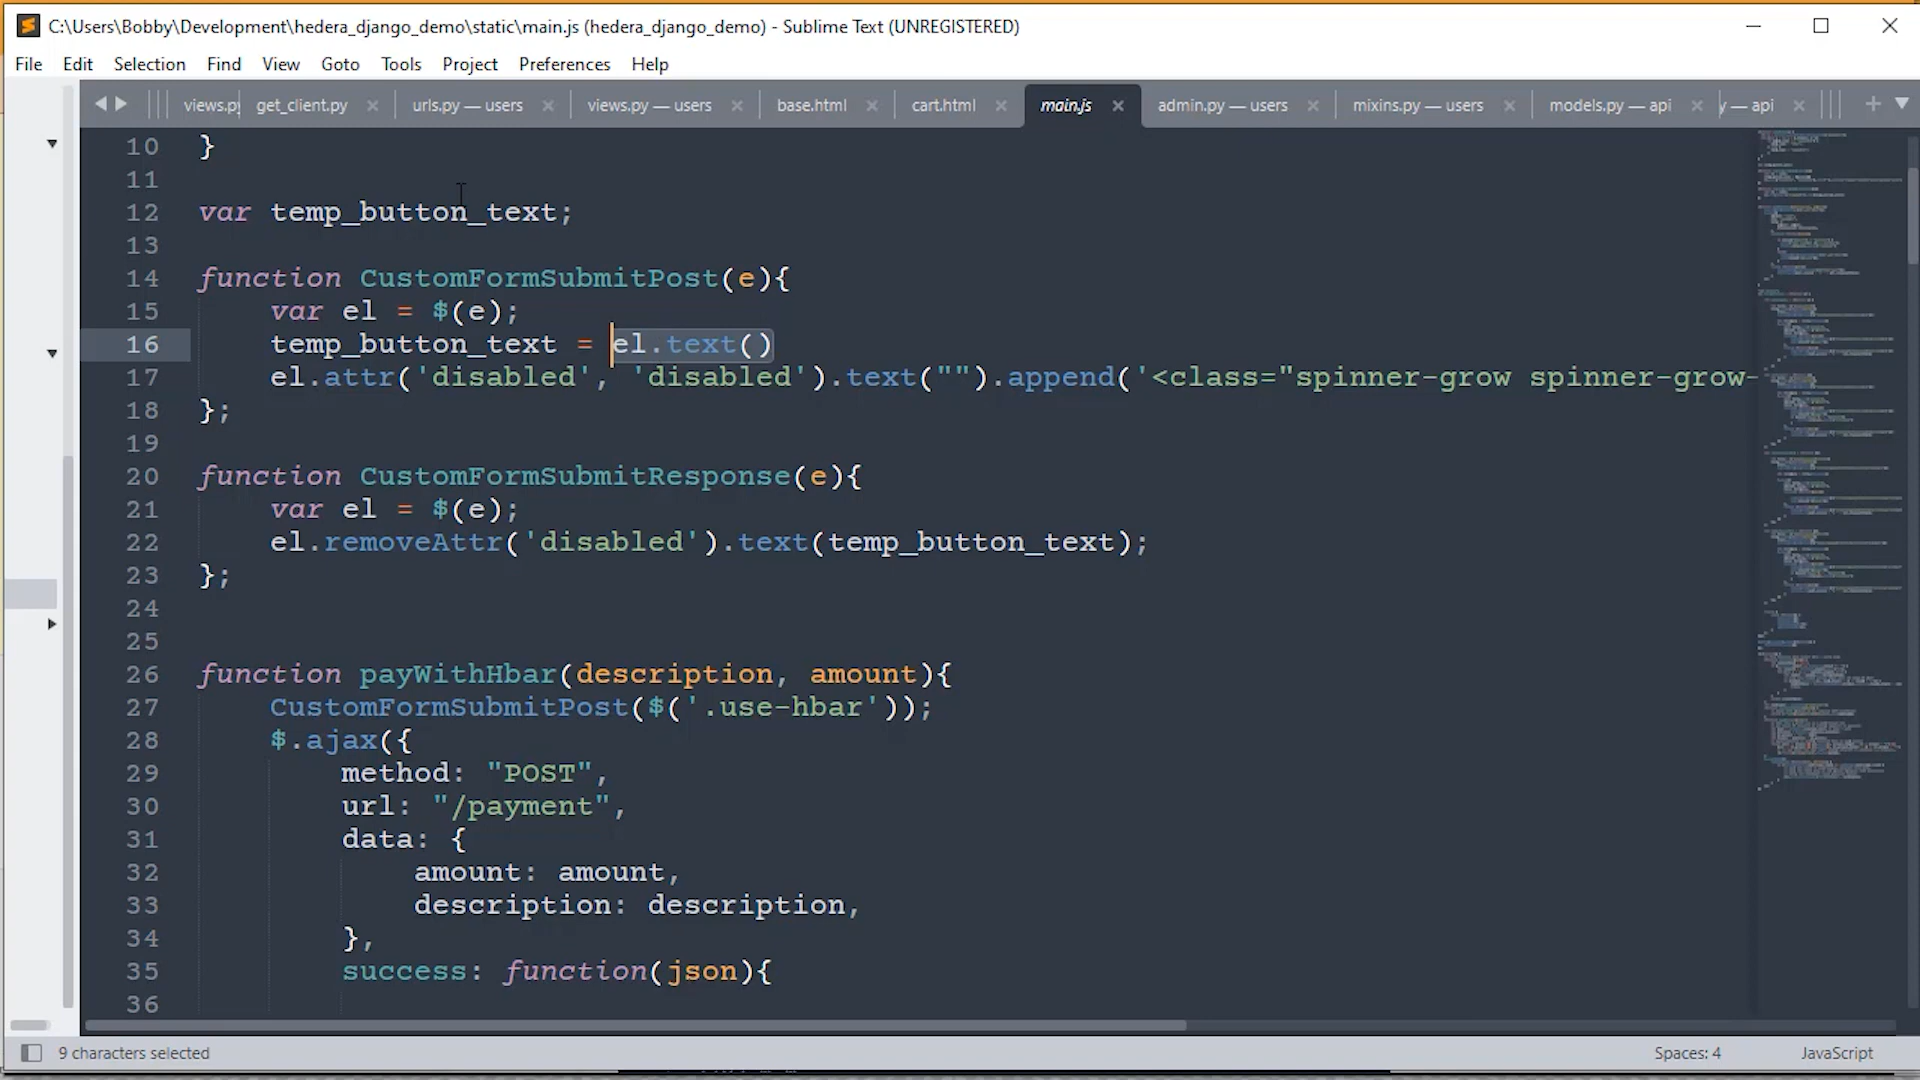 C:\Users\Bobby\Development\hedera_django_demo\static\main.js (hedera_django_demo) - Sublime Text (UNREGISTERED)
File Edit Selection Find View Goto Tools Project Preferences Help
views.py get_client.py urls.py — users views.py — users base.html cart.html main.js admin.py — users mixins.py — users models.py — api y — api
10 }
11
12 var temp_button_text;
13
14 function CustomFormSubmitPost(e){
15 var el = $(e);
16 temp_button_text = el.text()
17 el.attr('disabled', 'disabled').text("").append('<class="spinner-grow spinner-grow-
18 };
19
20 function CustomFormSubmitResponse(e){
21 var el = $(e);
22 el.removeAttr('disabled').text(temp_button_text);
23 };
24
25
26 function payWithHbar(description, amount){
27 CustomFormSubmitPost($('.use-hbar'));
28 $.ajax({
29 method: "POST",
30 url: "/payment",
31 data: {
32 amount: amount,
33 description: description,
34 },
35 success: function(json){
36
9 characters selected Spaces: 4 JavaScript